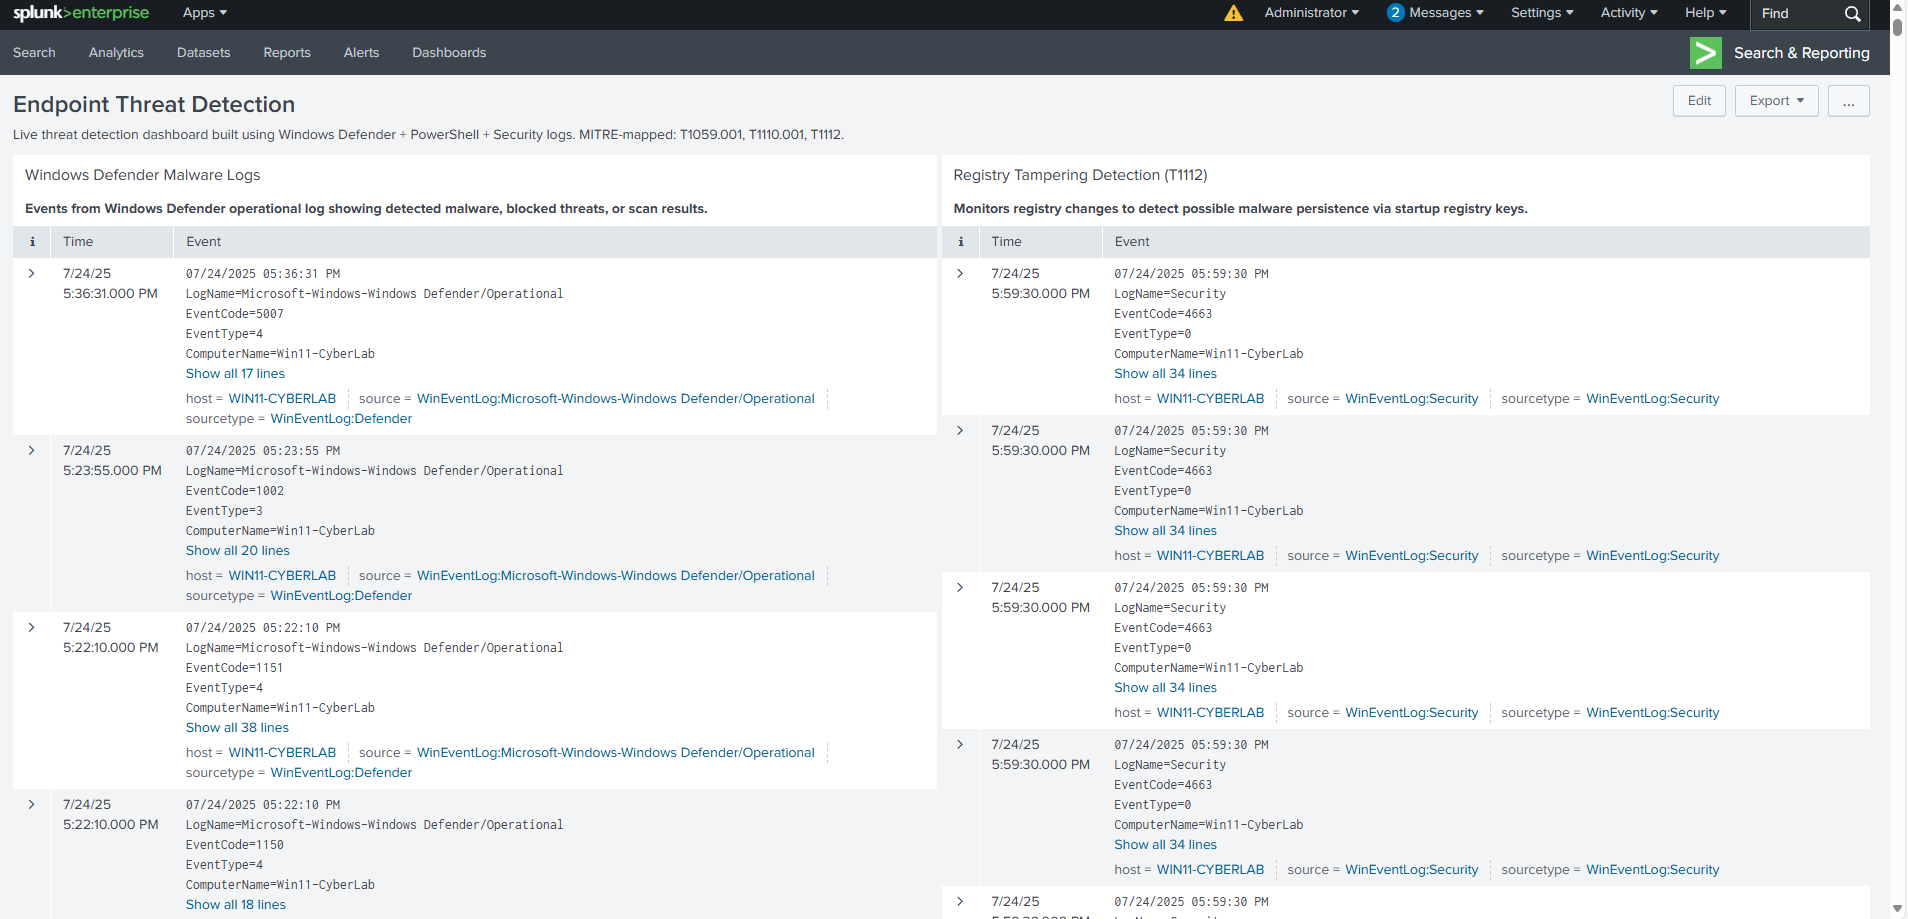 splunk>enterprise Apps Administrator 2 Messages Settings Activity Help Find
Search Analytics Datasets Reports Alerts Dashboards Search & Reporting
Endpoint Threat Detection
Edit Export ...
Live threat detection dashboard built using Windows Defender + PowerShell + Security logs. MITRE-mapped: T1059.001, T1110.001, T1112.
Windows Defender Malware Logs
Events from Windows Defender operational log showing detected malware, blocked threats, or scan results.
i Time Event
7/24/25
5:36:31.000 PM
07/24/2025 05:36:31 PM
LogName=Microsoft-Windows-Windows Defender/Operational
EventCode=5007
EventType=4
ComputerName=Win11-CyberLab
Show all 17 lines
host = WIN11-CYBERLAB source = WinEventLog:Microsoft-Windows-Windows Defender/Operational
sourcetype = WinEventLog:Defender
7/24/25
5:23:55.000 PM
07/24/2025 05:23:55 PM
LogName=Microsoft-Windows-Windows Defender/Operational
EventCode=1002
EventType=3
ComputerName=Win11-CyberLab
Show all 20 lines
host = WIN11-CYBERLAB source = WinEventLog:Microsoft-Windows-Windows Defender/Operational
sourcetype = WinEventLog:Defender
7/24/25
5:22:10.000 PM
07/24/2025 05:22:10 PM
LogName=Microsoft-Windows-Windows Defender/Operational
EventCode=1151
EventType=4
ComputerName=Win11-CyberLab
Show all 38 lines
host = WIN11-CYBERLAB source = WinEventLog:Microsoft-Windows-Windows Defender/Operational
sourcetype = WinEventLog:Defender
7/24/25
5:22:10.000 PM
07/24/2025 05:22:10 PM
LogName=Microsoft-Windows-Windows Defender/Operational
EventCode=1150
EventType=4
ComputerName=Win11-CyberLab
Show all 18 lines
Registry Tampering Detection (T1112)
Monitors registry changes to detect possible malware persistence via startup registry keys.
i Time Event
7/24/25
5:59:30.000 PM
07/24/2025 05:59:30 PM
LogName=Security
EventCode=4663
EventType=0
ComputerName=Win11-CyberLab
Show all 34 lines
host = WIN11-CYBERLAB source = WinEventLog:Security sourcetype = WinEventLog:Security
7/24/25
5:59:30.000 PM
07/24/2025 05:59:30 PM
LogName=Security
EventCode=4663
EventType=0
ComputerName=Win11-CyberLab
Show all 34 lines
host = WIN11-CYBERLAB source = WinEventLog:Security sourcetype = WinEventLog:Security
7/24/25
5:59:30.000 PM
07/24/2025 05:59:30 PM
LogName=Security
EventCode=4663
EventType=0
ComputerName=Win11-CyberLab
Show all 34 lines
host = WIN11-CYBERLAB source = WinEventLog:Security sourcetype = WinEventLog:Security
7/24/25
5:59:30.000 PM
07/24/2025 05:59:30 PM
LogName=Security
EventCode=4663
EventType=0
ComputerName=Win11-CyberLab
Show all 34 lines
host = WIN11-CYBERLAB source = WinEventLog:Security sourcetype = WinEventLog:Security
7/24/25
07/24/2025 05:59:30 PM